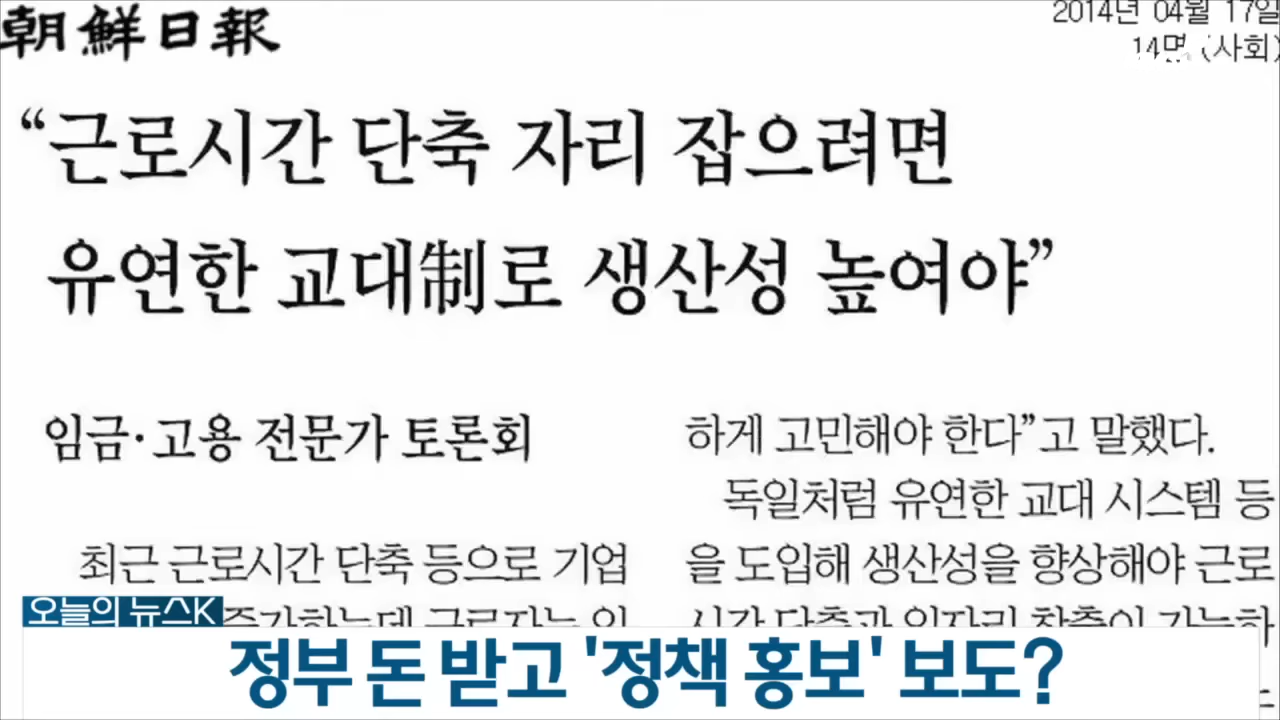 朝鮮日報
2014년 04월 17일
14면 (사회)
“근로시간 단축 자리 잡으려면
유연한 교대制로 생산성 높여야”
임금·고용 전문가 토론회
최근 근로시간 단축 등으로 기업
하게 고민해야 한다”고 말했다.
독일처럼 유연한 교대 시스템 등
을 도입해 생산성을 향상해야 근로
오늘의 뉴스K
정부 돈 받고 '정책 홍보' 보도?